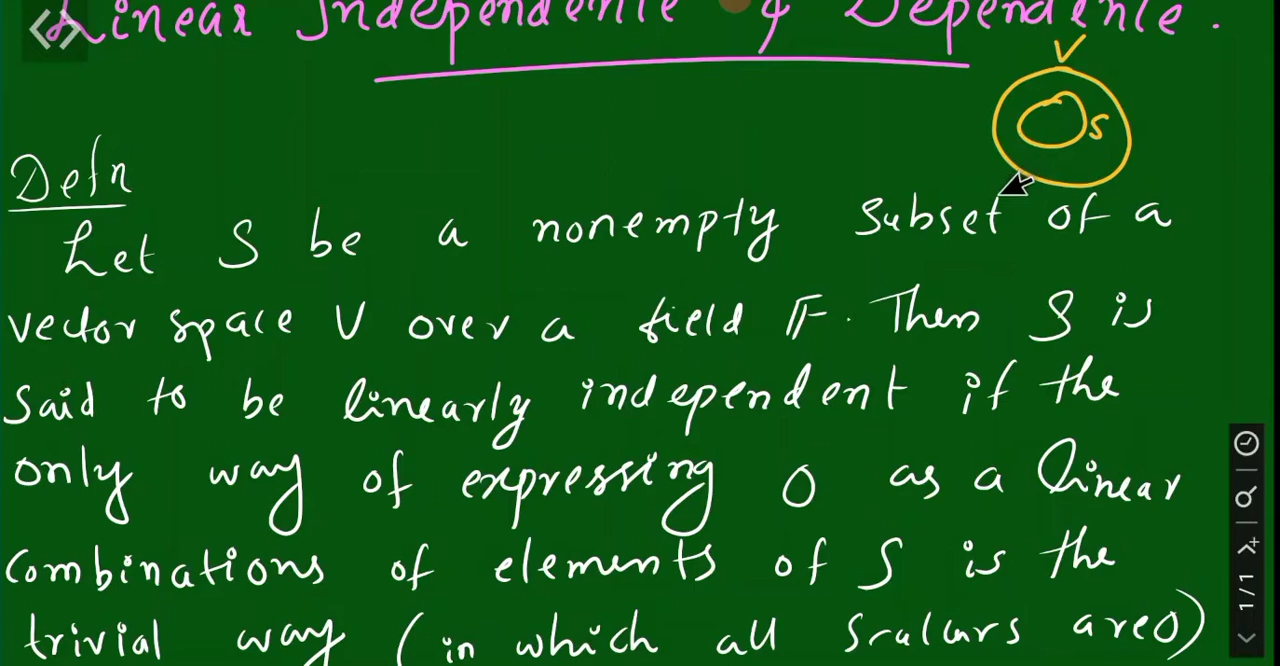 Linear Independence & Dependence.
V
S
Defn
Let S be a nonempty subset of a
vector space V over a field F. Then S is
said to be linearly independent if the
only way of expressing 0 as a linear
combinations of elements of S is the
trivial way (in which all scalars are 0)
1/1